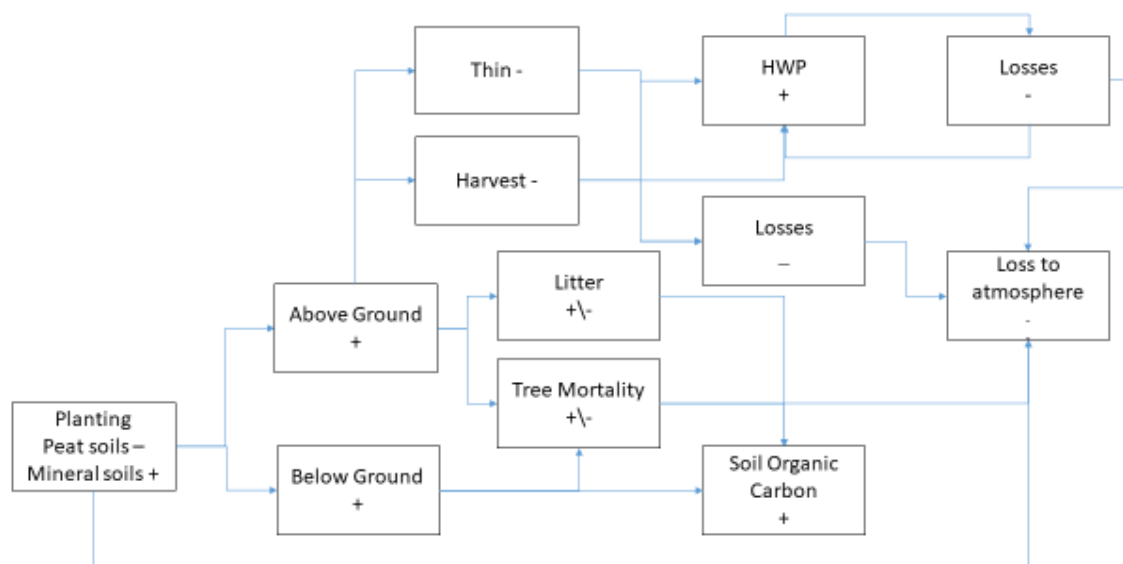 Thin -
HWP
+
Losses
-
Harvest -
Losses
–
Litter
+\-
Loss to
atmosphere
-
Above Ground
+
Tree Mortality
+\-
Planting
Peat soils –
Mineral soils +
Below Ground
+
Soil Organic
Carbon
+